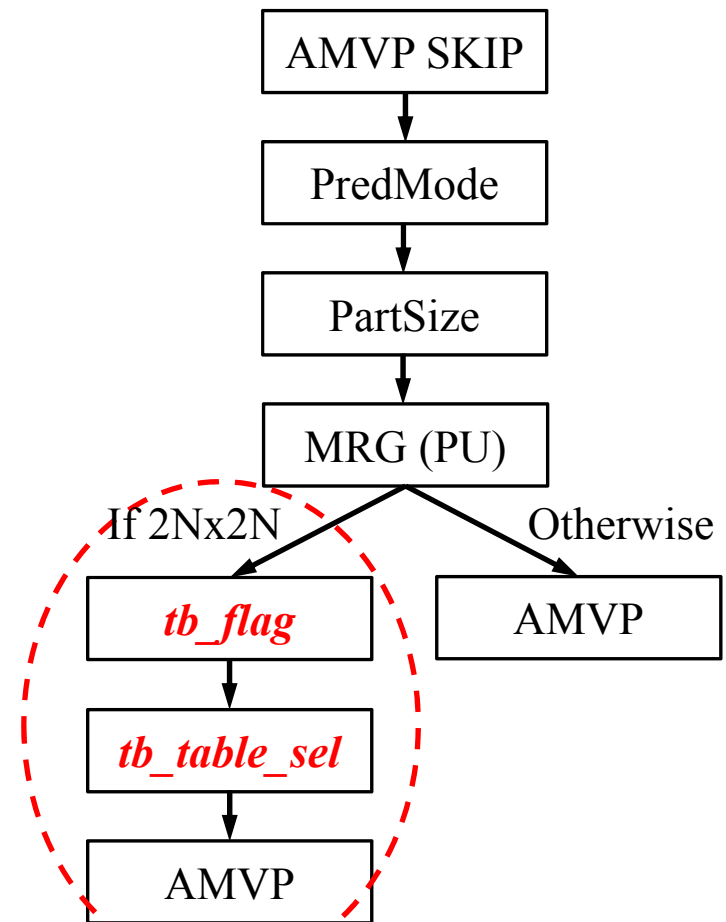 AMVP SKIP
PredMode
PartSize
MRG (PU)
If 2Nx2N
Otherwise
tb_flag
AMVP
tb_table_sel
AMVP